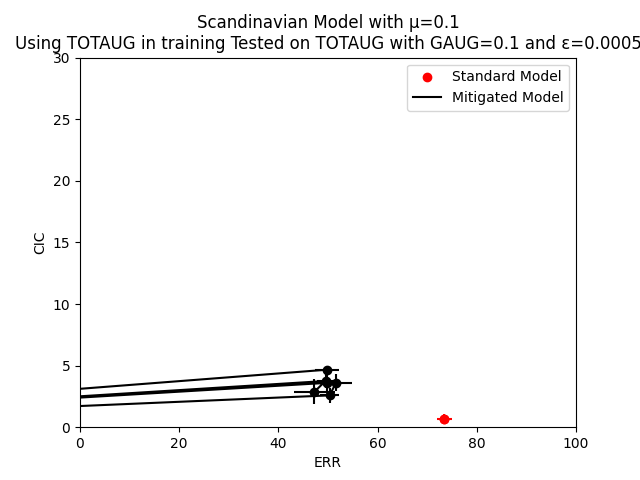 Scandinavian Model with μ=0.1
Using TOTAUG in training Tested on TOTAUG with GAUG=0.1 and ε=0.0005
Standard Model
Mitigated Model
30
25
20
15
10
5
0
CIC
0 20 40 60 80 100
ERR